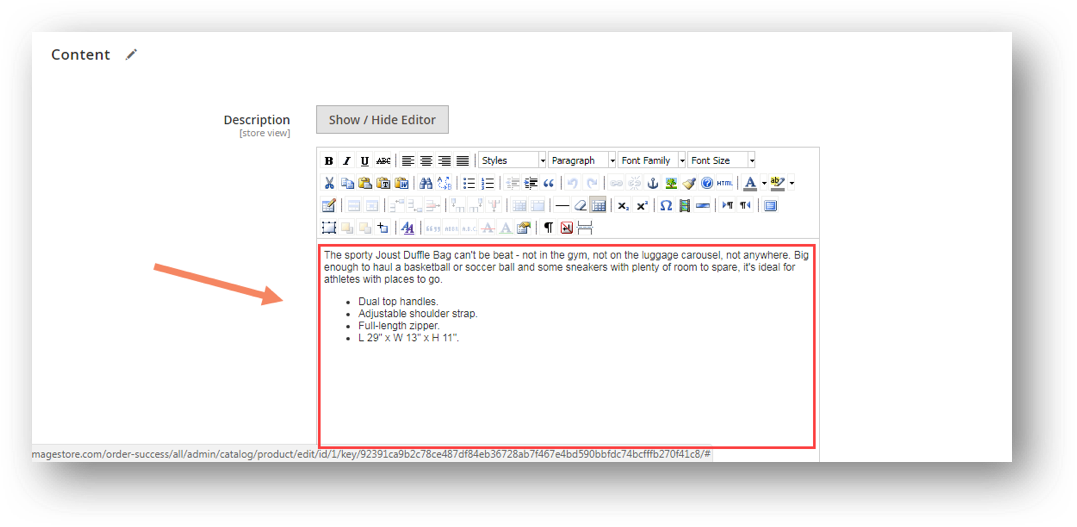 Content
Description
[store view]
Show / Hide Editor
B I U ABC Styles Paragraph Font Family Font Size
HTML A ab
x₂ x² Ω
A A
The sporty Joust Duffle Bag can't be beat - not in the gym, not on the luggage carousel, not anywhere. Big
enough to haul a basketball or soccer ball and some sneakers with plenty of room to spare, it's ideal for
athletes with places to go.
• Dual top handles.
• Adjustable shoulder strap.
• Full-length zipper.
• L 29" x W 13" x H 11".
magestore.com/order-success/all/admin/catalog/product/edit/id/1/key/92391ca9b2c78ce487df84eb36728ab7f467e4bd590bbfdc74bcfffb270f41c8/#